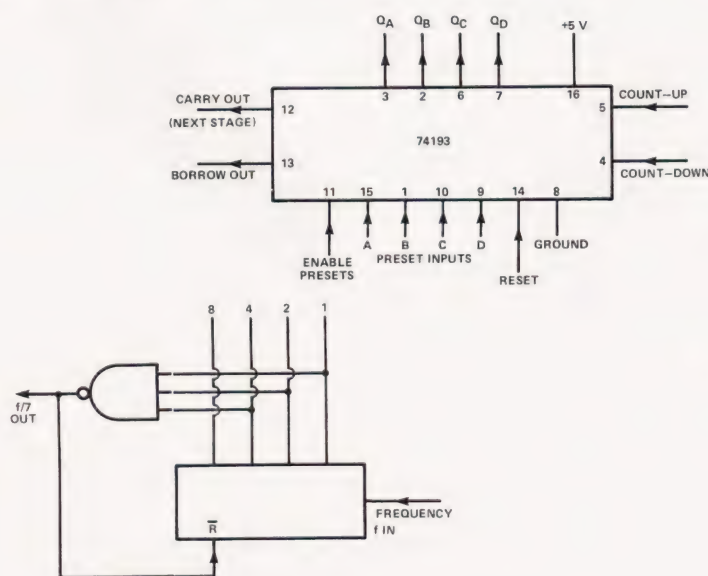 QA QB QC QD +5 V
3 2 6 7 16
CARRY OUT 12 5 COUNT–UP
(NEXT STAGE)
74193
BORROW OUT 13 4 COUNT–DOWN
11 15 1 10 9 14 8
A B C D GROUND
ENABLE PRESET INPUTS
PRESETS
RESET
8 4 2 1
f/7
OUT
FREQUENCY
R̅ f IN